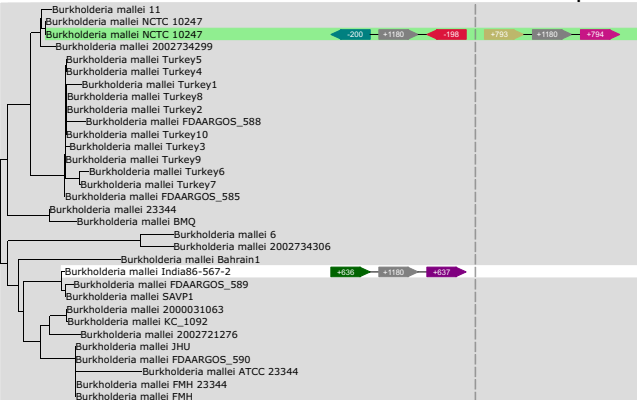 Burkholderia mallei 11
Burkholderia mallei NCTC 10247
Burkholderia mallei NCTC 10247 -200 +1180 -198 +793 +1180 +794
Burkholderia mallei 2002734299
Burkholderia mallei Turkey5
Burkholderia mallei Turkey4
Burkholderia mallei Turkey1
Burkholderia mallei Turkey8
Burkholderia mallei Turkey2
Burkholderia mallei FDAARGOS_588
Burkholderia mallei Turkey10
Burkholderia mallei Turkey3
Burkholderia mallei Turkey9
Burkholderia mallei Turkey6
Burkholderia mallei Turkey7
Burkholderia mallei FDAARGOS_585
Burkholderia mallei 23344
Burkholderia mallei BMQ
Burkholderia mallei 6
Burkholderia mallei 2002734306
Burkholderia mallei Bahrain1
Burkholderia mallei India86-567-2 +636 +1180 +637
Burkholderia mallei FDAARGOS_589
Burkholderia mallei SAVP1
Burkholderia mallei 2000031063
Burkholderia mallei KC_1092
Burkholderia mallei 2002721276
Burkholderia mallei JHU
Burkholderia mallei FDAARGOS_590
Burkholderia mallei ATCC 23344
Burkholderia mallei FMH 23344
Burkholderia mallei FMH